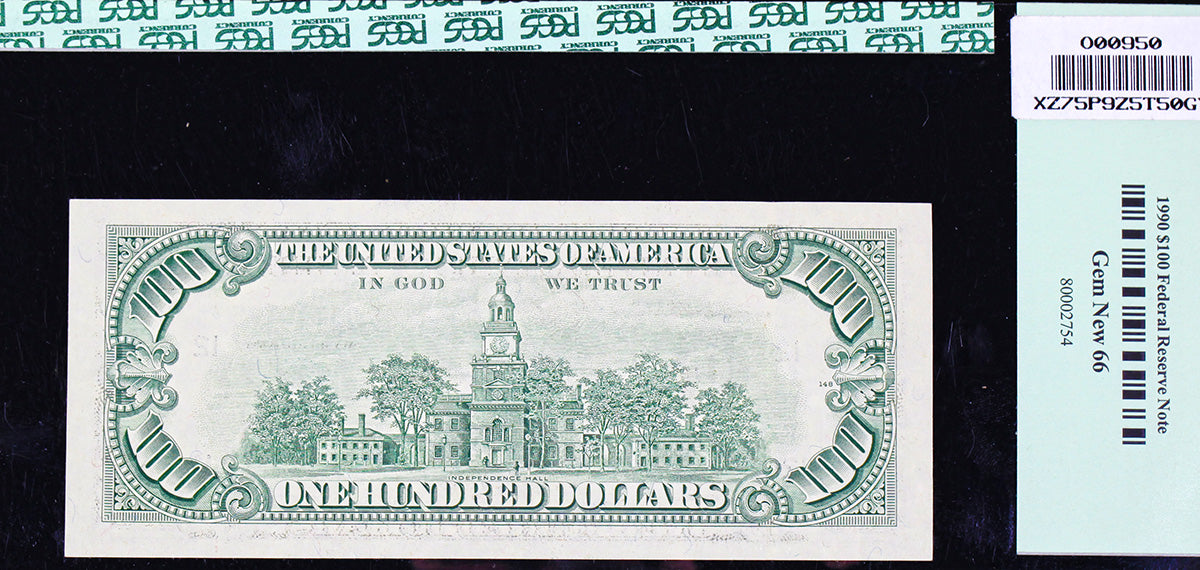 PCGS CURRENCY
O00950
XZ75P9Z5T50G
1990 $100 Federal Reserve Note
Gem New 66
80002754
100
THE UNITED STATES OF AMERICA
100
IN GOD WE TRUST
148
100
INDEPENDENCE HALL
100
ONE HUNDRED DOLLARS